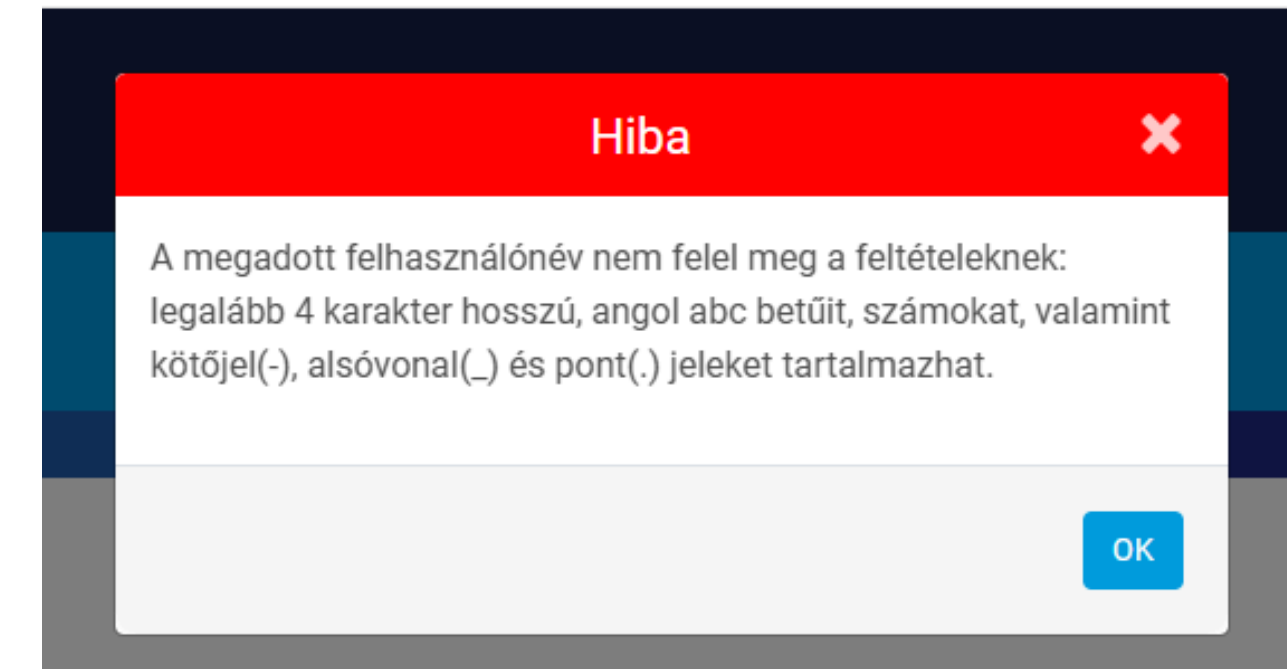 Hiba
A megadott felhasználónév nem felel meg a feltételeknek:
legalább 4 karakter hosszú, angol abc betűit, számokat, valamint
kötőjel(-), alsóvonal(_) és pont(.) jeleket tartalmazhat.
OK